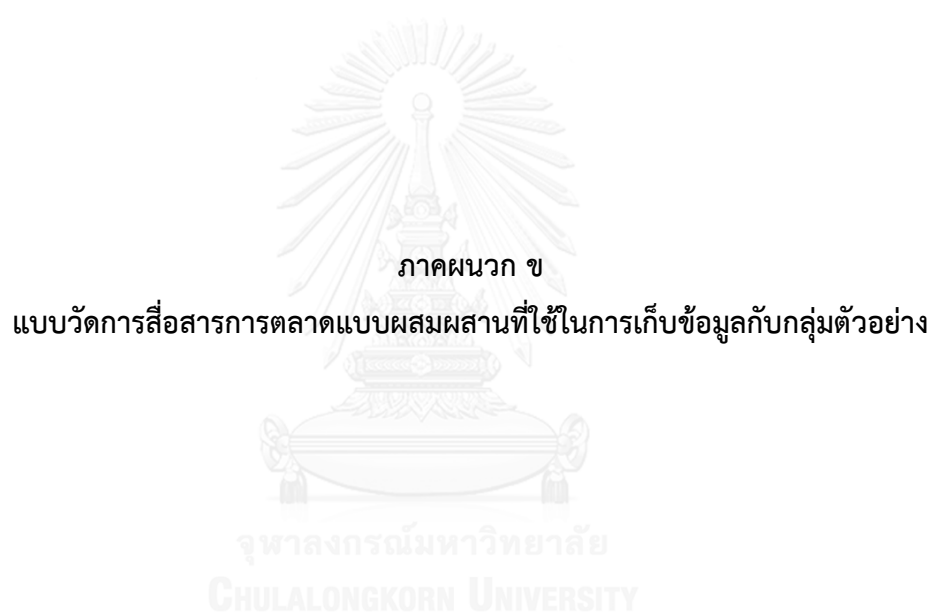 ภาคผนวก ข
แบบวัดการสื่อสารการตลาดแบบผสมผสานที่ใช้ในการเก็บข้อมูลกับกลุ่มตัวอย่าง
จุฬาลงกรณ์มหาวิทยาลัย
CHULALONGKORN UNIVERSITY